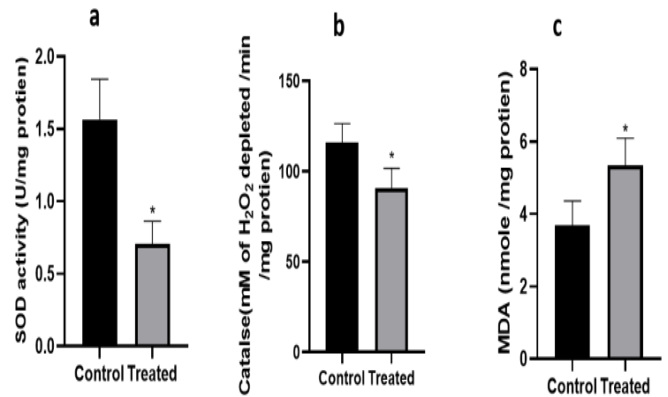 a
SOD activity (U/mg protien)
2.0
1.5
1.0
0.5
0.0
*
Control Treated
b
Catalse(mM of H₂O₂ depleted /min
/mg protien)
150
100
50
0
*
Control Treated
c
MDA (nmole /mg protien)
8
6
4
2
0
*
Control Treated